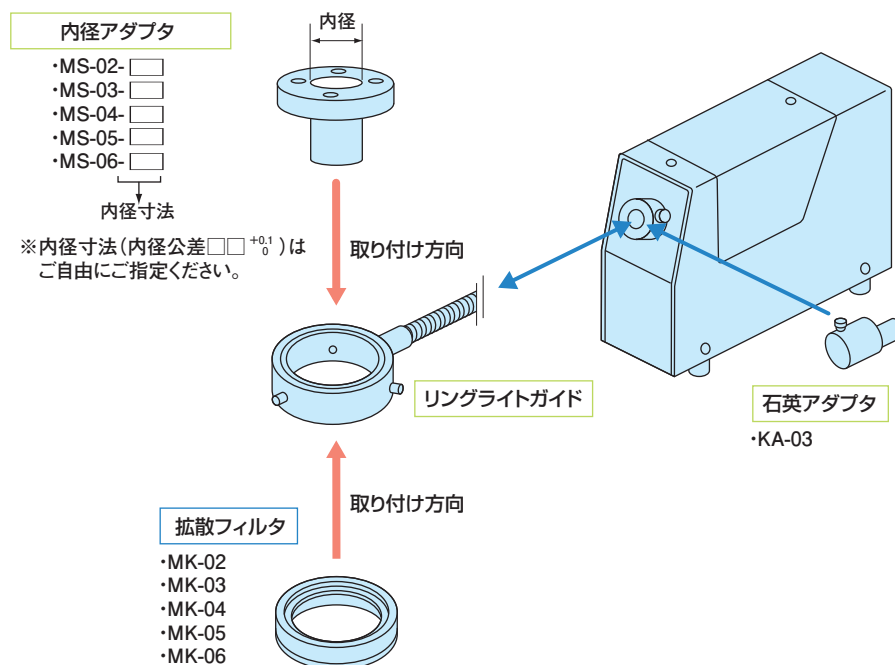 内径アダプタ
・MS-02-□
・MS-03-□
・MS-04-□
・MS-05-□
・MS-06-□
内径寸法
※内径寸法(内径公差□□ +0.1 0)は
ご自由にご指定ください。
内径
取り付け方向
リングライトガイド
石英アダプタ
・KA-03
取り付け方向
拡散フィルタ
・MK-02
・MK-03
・MK-04
・MK-05
・MK-06